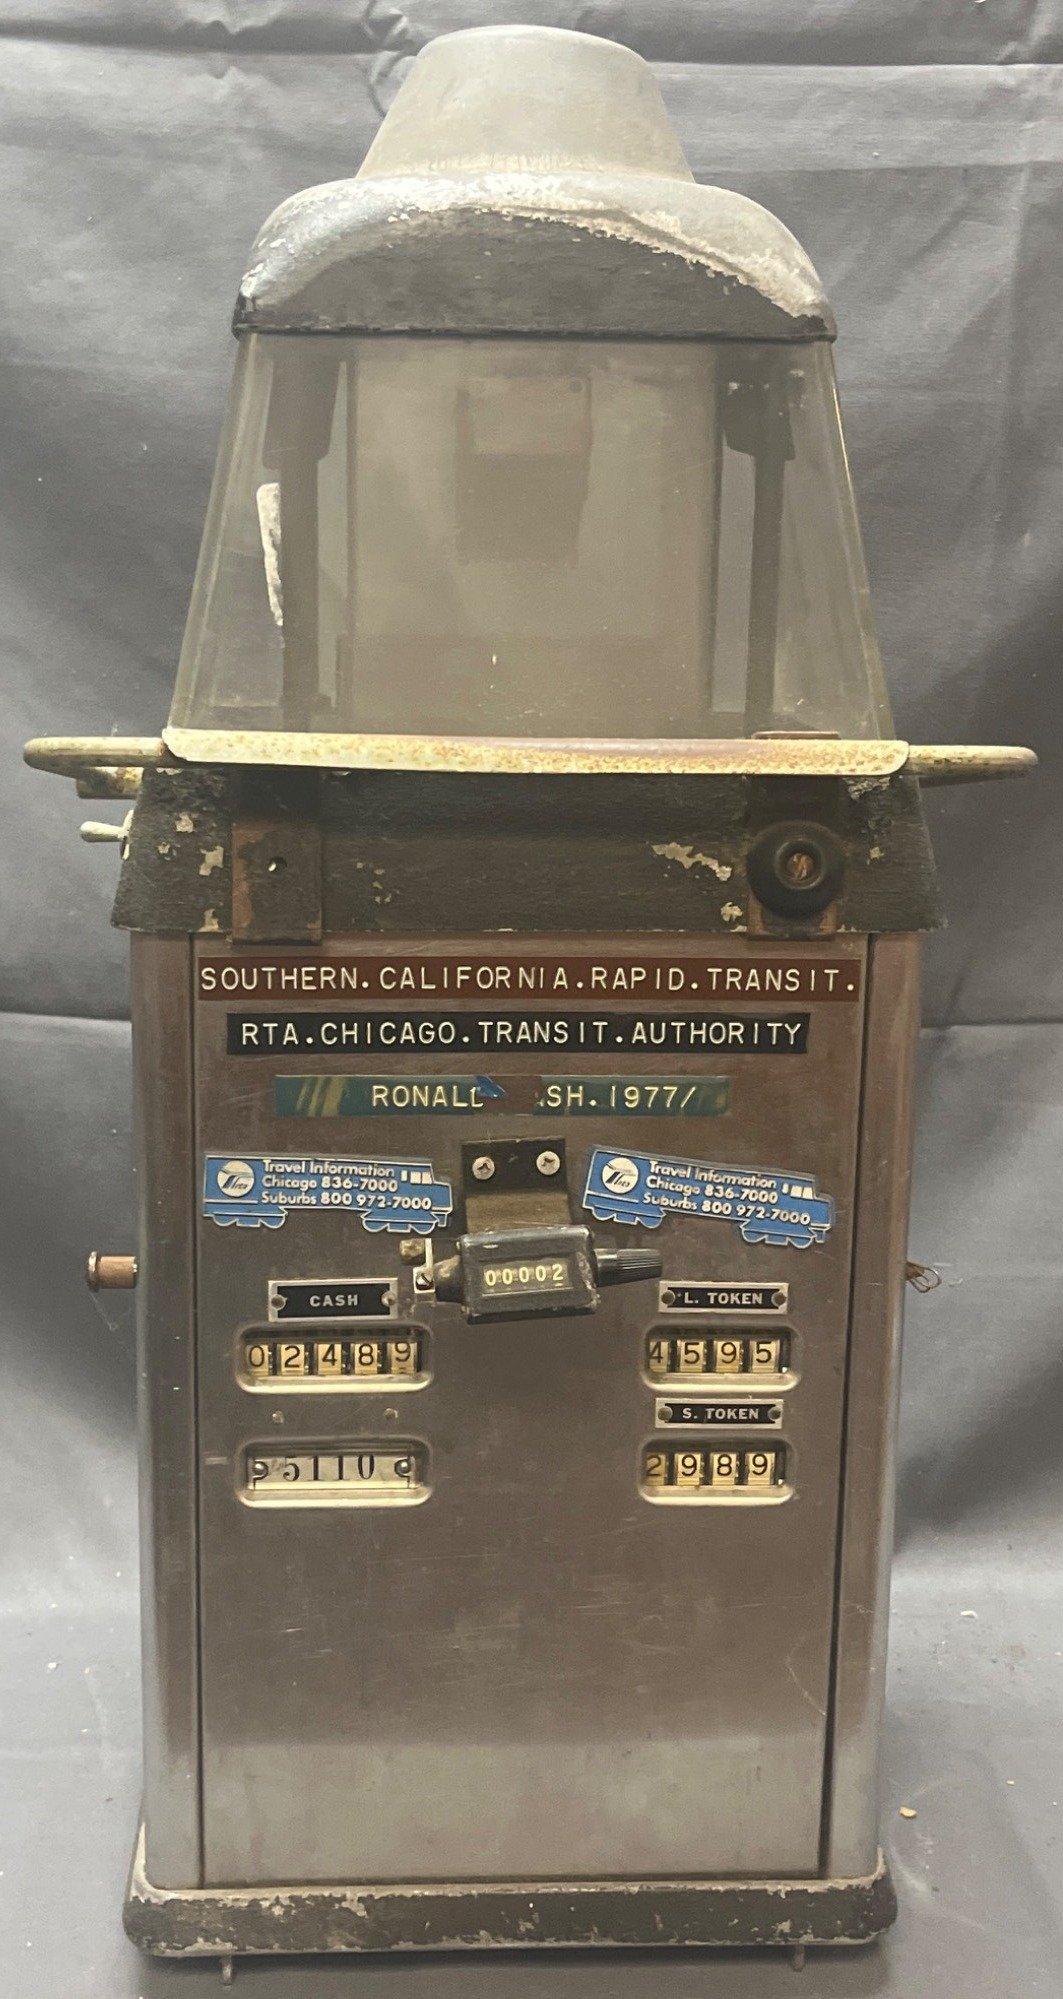 SOUTHERN.CALIFORNIA.RAPID.TRANSIT.
RTA.CHICAGO.TRANSIT.AUTHORITY
RONALD SH.1977/
Travel Information
Chicago 836-7000
Suburbs 800 972-7000
Travel Information
Chicago 836-7000
Suburbs 800 972-7000
00002
CASH
02489
5110
L. TOKEN
4595
S. TOKEN
2989